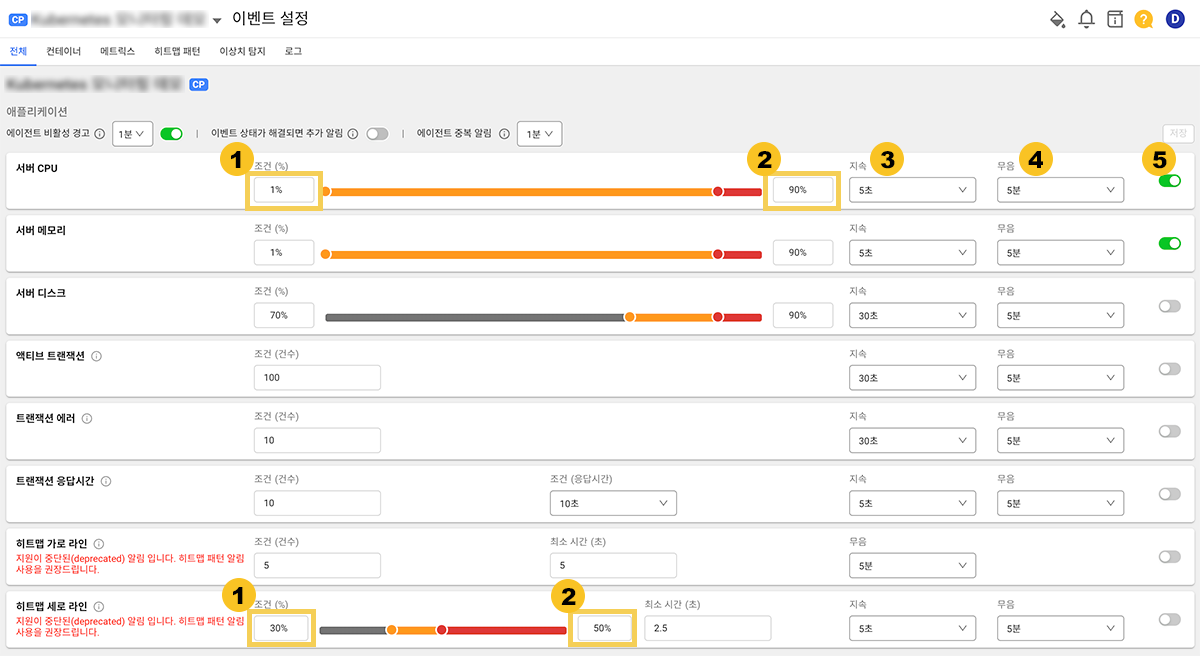 CP 이벤트 설정 D
전체 컨테이너 메트릭스 히트맵 패턴 이상치 탐지 로그
CP
애플리케이션
에이전트 비활성 경고 1분 | 이벤트 상태가 해결되면 추가 알림 | 에이전트 중복 알림 1분 저장
1 2 3 4 5
서버 CPU 조건 (%) 지속 무음
1% 90% 5초 5분
서버 메모리 조건 (%) 지속 무음
1% 90% 5초 5분
서버 디스크 조건 (%) 지속 무음
70% 90% 30초 5분
액티브 트랜잭션 조건 (건수) 지속 무음
100 30초 5분
트랜잭션 에러 조건 (건수) 지속 무음
10 30초 5분
트랜잭션 응답시간 조건 (건수) 조건 (응답시간) 지속 무음
10 10초 5초 5분
히트맵 가로 라인 조건 (건수) 최소 시간 (초) 무음
지원이 중단된(deprecated) 알림 입니다. 히트맵 패턴 알림
사용을 권장드립니다.
5 5 5분
1 2
히트맵 세로 라인 조건 (%) 최소 시간 (초) 지속 무음
지원이 중단된(deprecated) 알림 입니다. 히트맵 패턴 알림
사용을 권장드립니다.
30% 50% 2.5 5초 5분